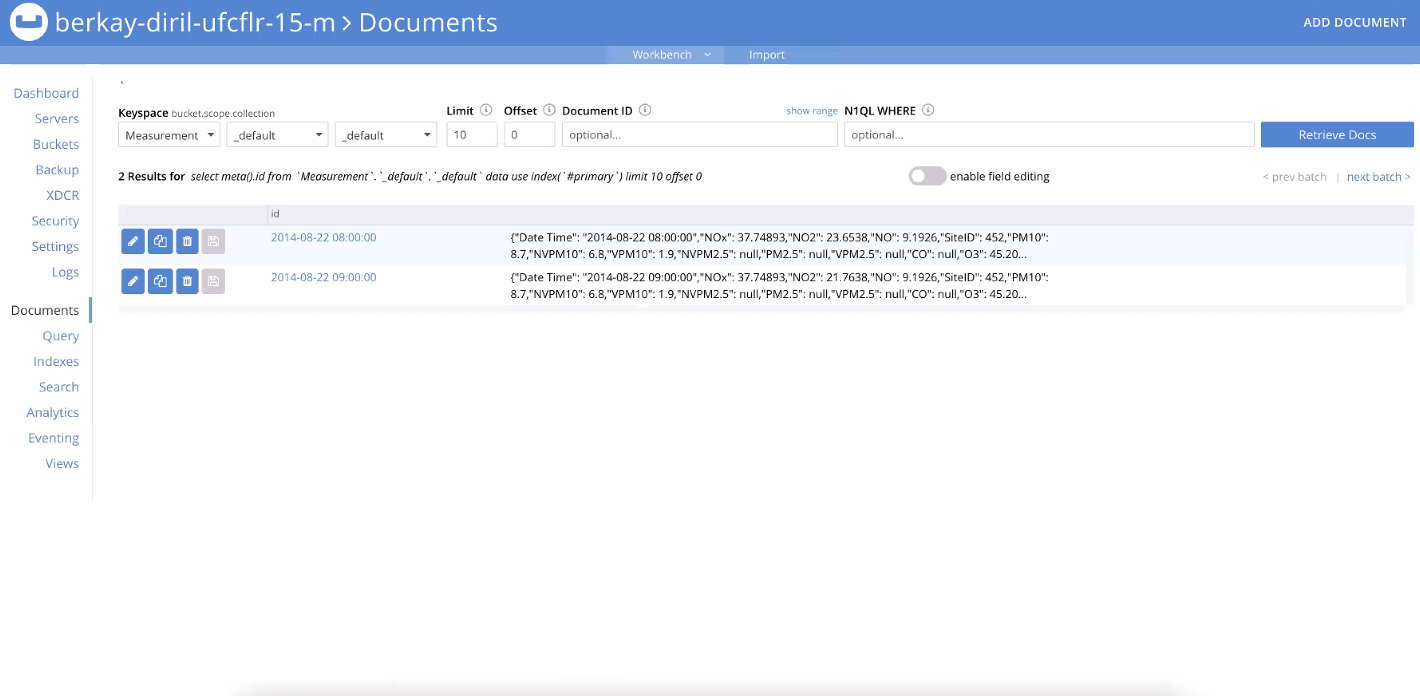 berkay-diril-ufcflr-15-m > Documents
ADD DOCUMENT
Workbench
Import
Dashboard
Servers
Buckets
Backup
XDCR
Security
Settings
Logs
Documents
Query
Indexes
Search
Analytics
Eventing
Views
`
Keyspace bucket.scope.collection
Limit
Offset
Document ID
show range
N1QL WHERE
Measurement
_default
_default
10
0
optional...
optional...
Retrieve Docs
2 Results for select meta().id from `Measurement`.`_default`.`_default` data use index(`#primary`) limit 10 offset 0
enable field editing
< prev batch | next batch >
id
2014-08-22 08:00:00
{"Date Time": "2014-08-22 08:00:00","NOx": 37.74893,"NO2": 23.6538,"NO": 9.1926,"SiteID": 452,"PM10":
8.7,"NVPM10": 6.8,"VPM10": 1.9,"NVPM2.5": null,"PM2.5": null,"VPM2.5": null,"CO": null,"O3": 45.20...
2014-08-22 09:00:00
{"Date Time": "2014-08-22 09:00:00","NOx": 37.74893,"NO2": 21.7638,"NO": 9.1926,"SiteID": 452,"PM10":
8.7,"NVPM10": 6.8,"VPM10": 1.9,"NVPM2.5": null,"PM2.5": null,"VPM2.5": null,"CO": null,"O3": 45.20...